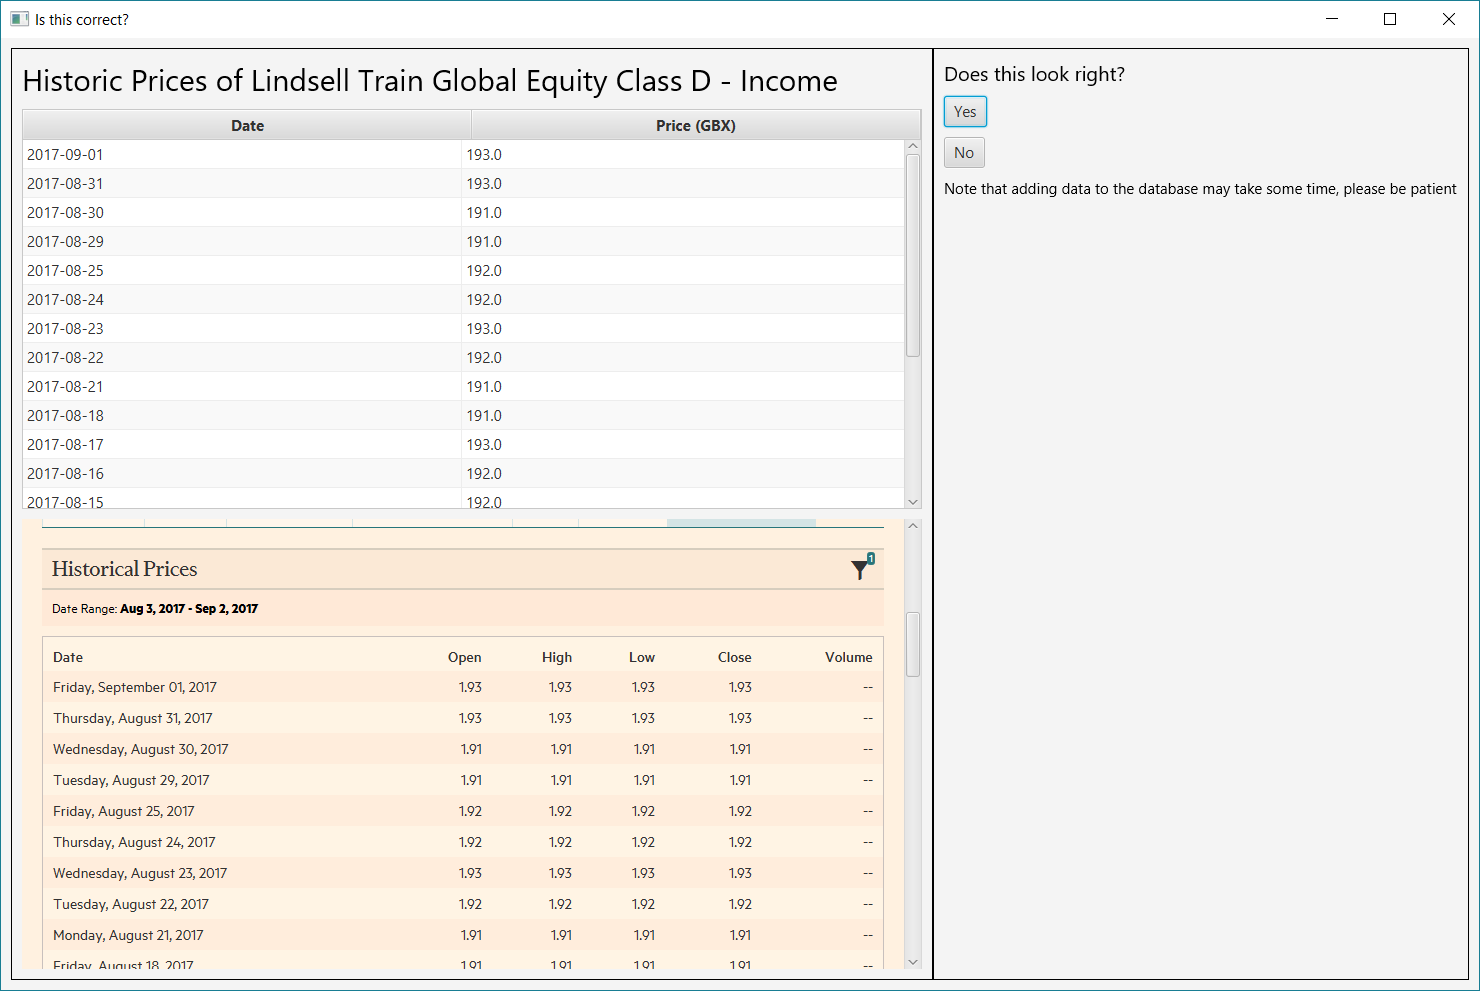 Is this correct?
Historic Prices of Lindsell Train Global Equity Class D - Income
Date Price (GBX)
2017-09-01 193.0
2017-08-31 193.0
2017-08-30 191.0
2017-08-29 191.0
2017-08-25 192.0
2017-08-24 192.0
2017-08-23 193.0
2017-08-22 192.0
2017-08-21 191.0
2017-08-18 191.0
2017-08-17 193.0
2017-08-16 192.0
2017-08-15 192.0
Historical Prices
1
Date Range: Aug 3, 2017 - Sep 2, 2017
Date Open High Low Close Volume
Friday, September 01, 2017 1.93 1.93 1.93 1.93 --
Thursday, August 31, 2017 1.93 1.93 1.93 1.93 --
Wednesday, August 30, 2017 1.91 1.91 1.91 1.91 --
Tuesday, August 29, 2017 1.91 1.91 1.91 1.91 --
Friday, August 25, 2017 1.92 1.92 1.92 1.92 --
Thursday, August 24, 2017 1.92 1.92 1.92 1.92 --
Wednesday, August 23, 2017 1.93 1.93 1.93 1.93 --
Tuesday, August 22, 2017 1.92 1.92 1.92 1.92 --
Monday, August 21, 2017 1.91 1.91 1.91 1.91 --
Friday, August 18, 2017 1.91 1.91 1.91 1.91 --
Does this look right?
Yes
No
Note that adding data to the database may take some time, please be patient